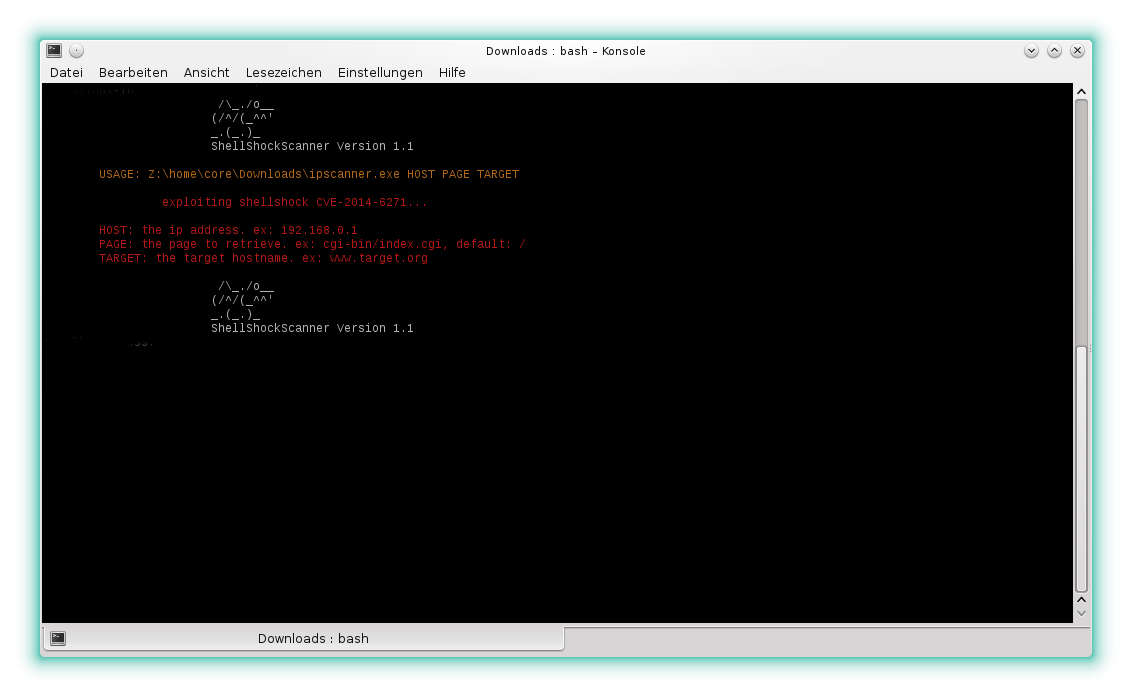 Downloads : bash – Konsole
Datei Bearbeiten Ansicht Lesezeichen Einstellungen Hilfe
/\_./o__
(/^/(_^^'
_.(_.)_
ShellShockScanner Version 1.1
USAGE: Z:\home\core\Downloads\ipscanner.exe HOST PAGE TARGET
exploiting shellshock CVE-2014-6271...
HOST: the ip address. ex: 192.168.0.1
PAGE: the page to retrieve. ex: cgi-bin/index.cgi, default: /
TARGET: the target hostname. ex: www.target.org
/\_./o__
(/^/(_^^'
_.(_.)_
ShellShockScanner Version 1.1
Downloads : bash